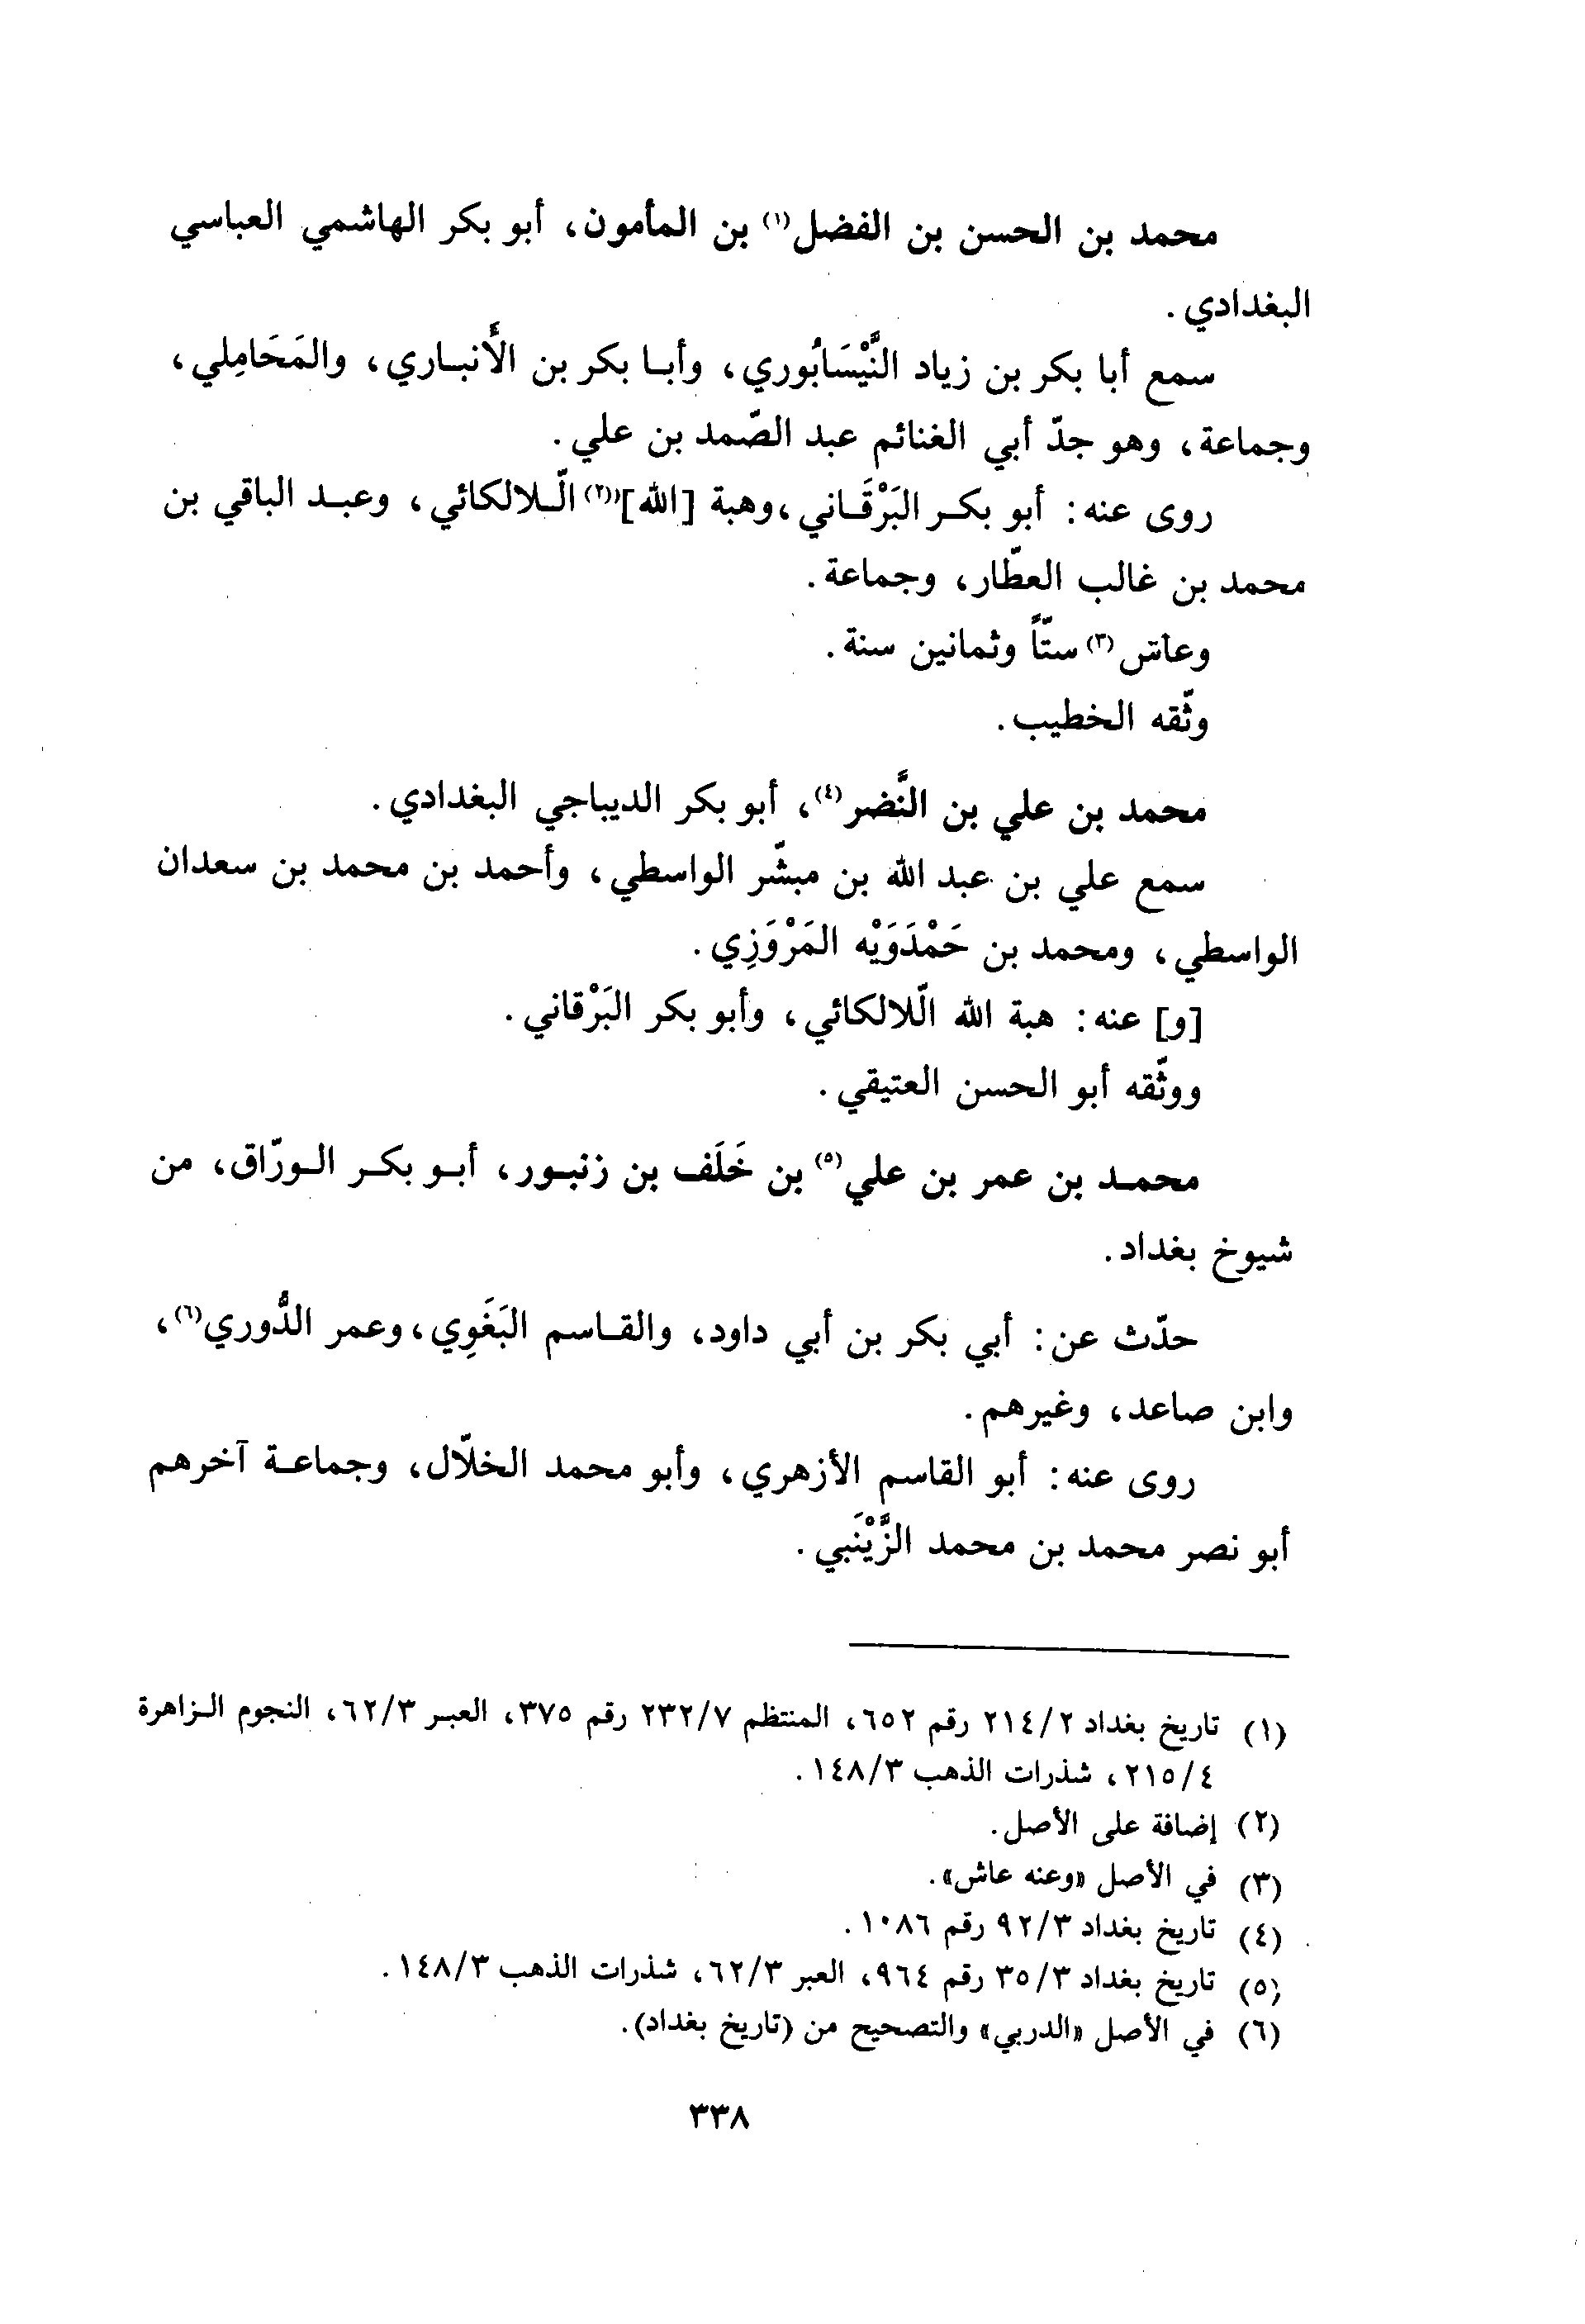 محمد بن الحسن بن الفضل(١) بن المأمون، أبو بكر الهاشمي العباسي
البغدادي.
سمع أبا بكر بن زياد النَّيْسَابُوري، وأبا بكر بن الأنباري، والمَحَامِلي،
وجماعة، وهو جدّ أبي الغنائم عبد الصّمد بن علي.
روى عنه: أبو بكر البَرْقَاني، وهبة [الله](٢) الّلالكائي، وعبد الباقي بن
محمد بن غالب العطّار، وجماعة.
وعاش(٣) ستّاً وثمانين سنة.
وثّقه الخطيب.
محمد بن علي بن النَّضر(٤)، أبو بكر الديباجي البغدادي.
سمع علي بن عبد الله بن مبشّر الواسطي، وأحمد بن محمد بن سعدان
الواسطي، ومحمد بن حَمْدَوَيْه المَرْوَزِي.
[و] عنه: هبة الله الّلالكائي، وأبو بكر البَرْقاني.
ووثّقه أبو الحسن العتيقي.
محمد بن عمر بن علي(٥) بن خَلَف بن زنبور، أبو بكر الورّاق، من
شيوخ بغداد.
حدّث عن: أبي بكر بن أبي داود، والقاسم البَغَوِي، وعمر الدُّوري(٦)،
وابن صاعد، وغيرهم.
روى عنه: أبو القاسم الأزهري، وأبو محمد الخلّال، وجماعة آخرهم
أبو نصر محمد بن محمد الزَّيْنَبي.
(١) تاريخ بغداد ٢١٤/٢ رقم ٦٥٢، المنتظم ٢٣٢/٧ رقم ٣٧٥، العبر ٦٢/٣، النجوم الزاهرة
٢١٥/٤، شذرات الذهب ١٤٨/٣.
(٢) إضافة على الأصل.
(٣) في الأصل «وعنه عاش».
(٤) تاريخ بغداد ٩٢/٣ رقم ١٠٨٦.
(٥) تاريخ بغداد ٣٥/٣ رقم ٩٦٤، العبر ٦٢/٣، شذرات الذهب ١٤٨/٣.
(٦) في الأصل «الدربي» والتصحيح من (تاريخ بغداد).
٣٣٨